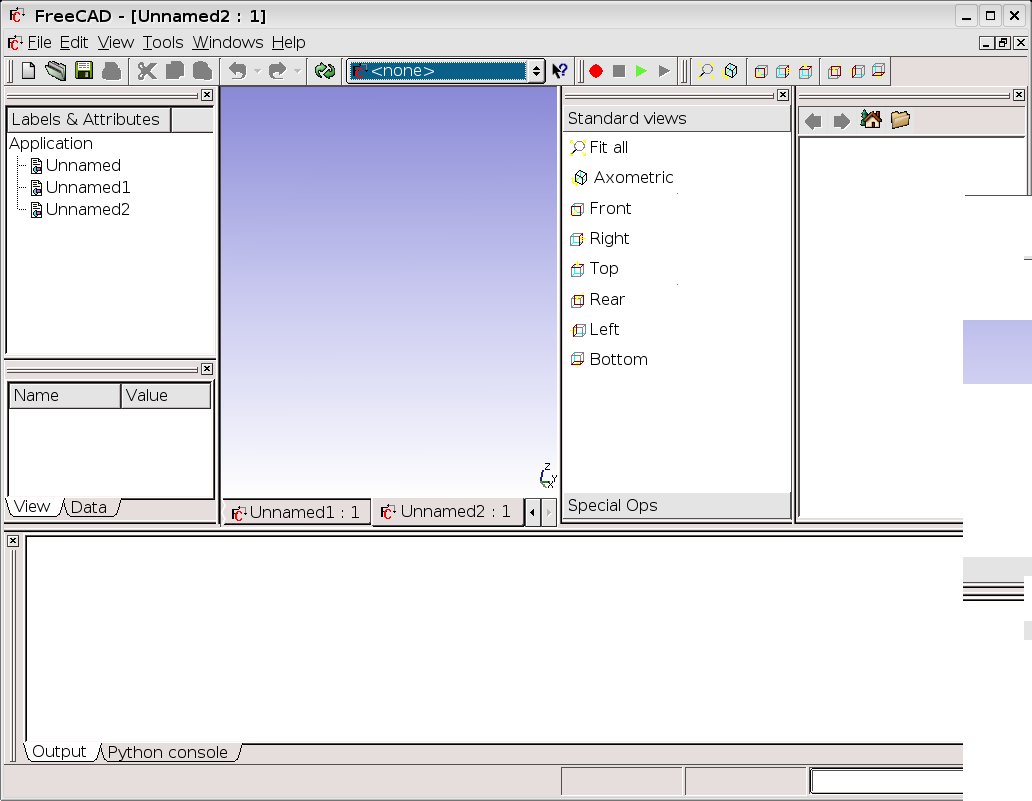 FreeCAD - [Unnamed2 : 1]
File Edit View Tools Windows Help
<none>
Labels & Attributes
Application
Unnamed
Unnamed1
Unnamed2
Name Value
View Data
Z
Y
X
Unnamed1 : 1 Unnamed2 : 1
Standard views
Fit all
Axometric
Front
Right
Top
Rear
Left
Bottom
Special Ops
Output Python console